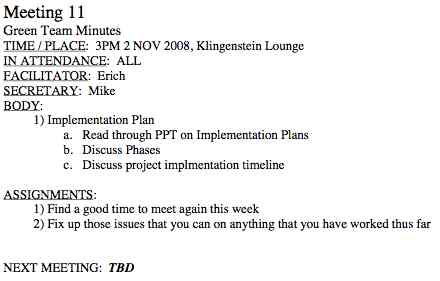 Meeting 11
Green Team Minutes
TIME / PLACE:  3PM 2 NOV 2008, Klingenstein Lounge
IN ATTENDANCE:  ALL
FACILITATOR:  Erich
SECRETARY:  Mike
BODY:
1) Implementation Plan
a.  Read through PPT on Implementation Plans
b.  Discuss Phases
c.  Discuss project implmentation timeline
ASSIGNMENTS:
1) Find a good time to meet again this week
2) Fix up those issues that you can on anything that you have worked thus far
NEXT MEETING:  TBD